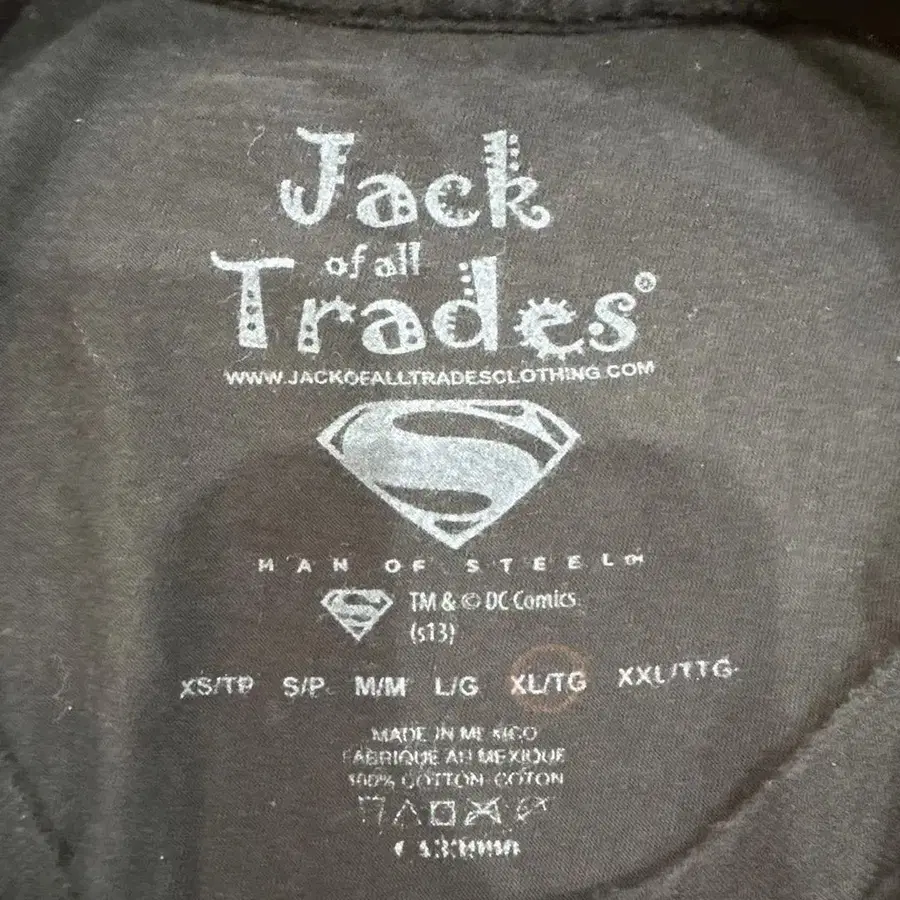 Jack
of all
Trades®
WWW.JACKOFALLTRADESCLOTHING.COM
MAN OF STEEL™
TM & © DC Comics.
(s13)
XS/TP S/P M/M L/G XL/TG XXL/TTG
MADE IN MEXICO
FABRIQUE AU MEXIQUE
100% COTTON COTON